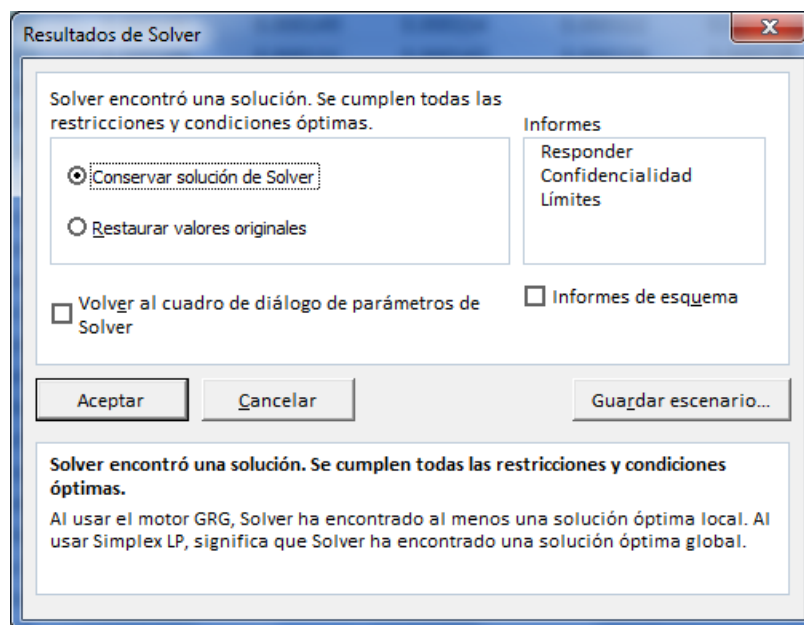 Resultados de Solver
Solver encontró una solución. Se cumplen todas las
restricciones y condiciones óptimas.
Conservar solución de Solver
Restaurar valores originales
Informes
Responder
Confidencialidad
Límites
Volver al cuadro de diálogo de parámetros de
Solver
Informes de esquema
Aceptar
Cancelar
Guardar escenario...
Solver encontró una solución. Se cumplen todas las restricciones y condiciones
óptimas.
Al usar el motor GRG, Solver ha encontrado al menos una solución óptima local. Al
usar Simplex LP, significa que Solver ha encontrado una solución óptima global.